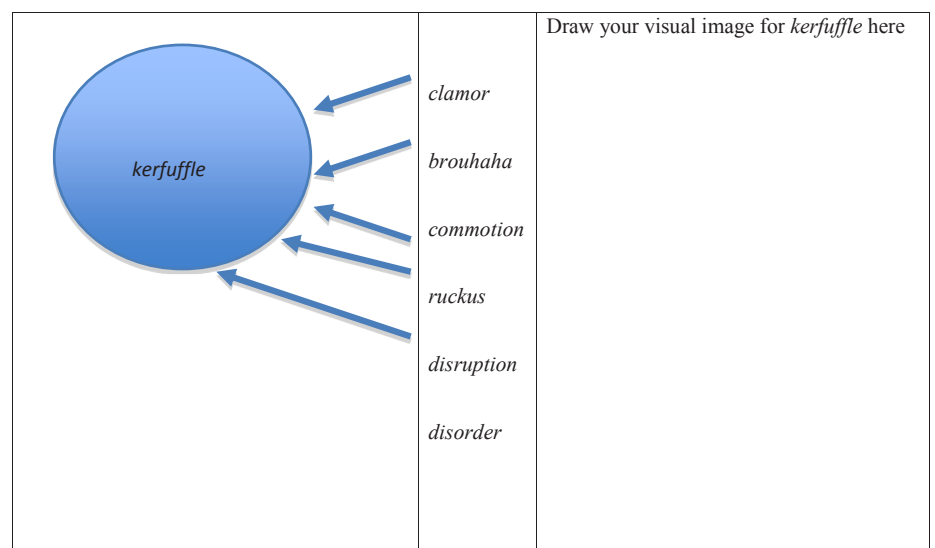 kerfuffle
clamor
brouhaha
commotion
ruckus
disruption
disorder
Draw your visual image for kerfuffle here